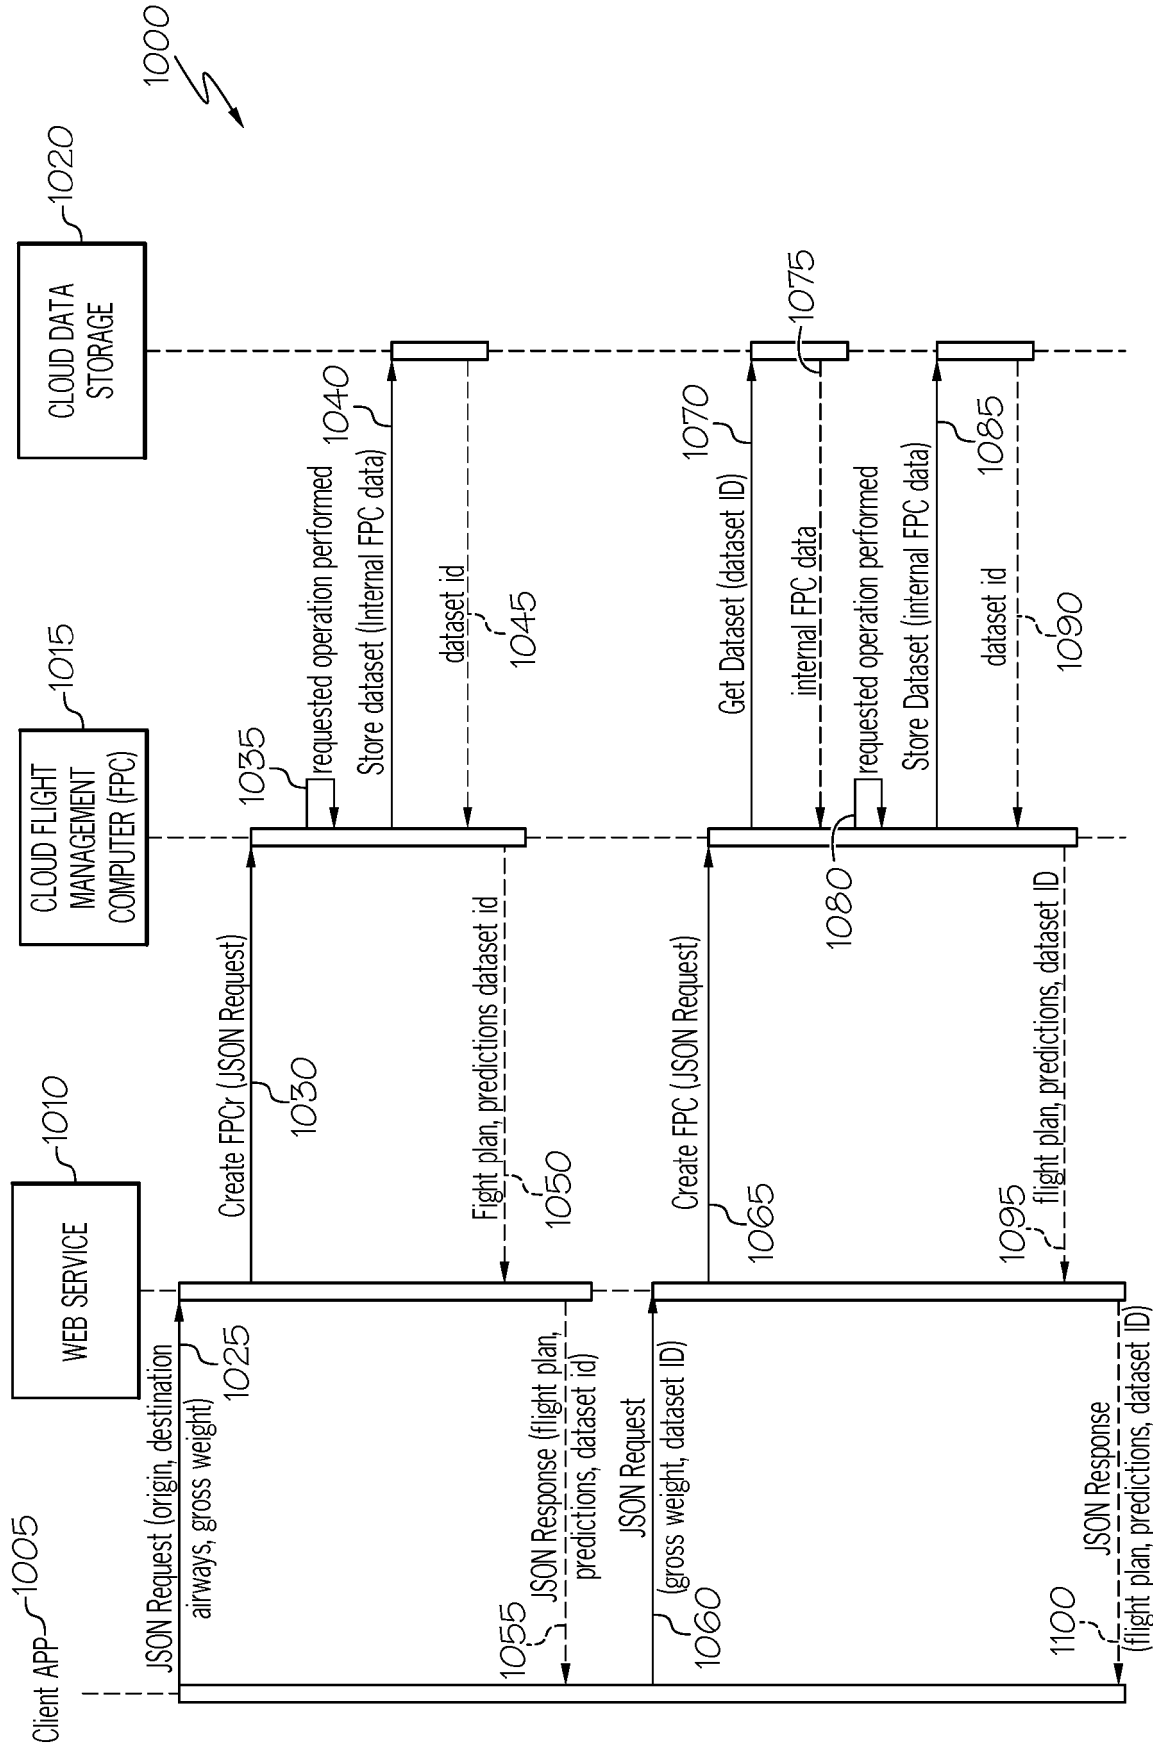 1000
Client APP
1005
WEB SERVICE
1010
CLOUD FLIGHT
MANAGEMENT
COMPUTER (FPC)
1015
CLOUD DATA
STORAGE
1020
JSON Request (origin, destination
airways, gross weight)
1025
Create FPCr (JSON Request)
1030
1035
requested operation performed
Store dataset (Internal FPC data)
1040
dataset id
1045
Fight plan, predictions dataset id
1050
JSON Response (flight plan,
predictions, dataset id)
1055
JSON Request
(gross weight, dataset ID)
1060
Create FPC (JSON Request)
1065
Get Dataset (dataset ID)
1070
internal FPC data
1075
requested operation performed
1080
Store Dataset (internal FPC data)
1085
dataset id
1090
flight plan, predictions, dataset ID
1095
JSON Response
(flight plan, predictions, dataset ID)
1100